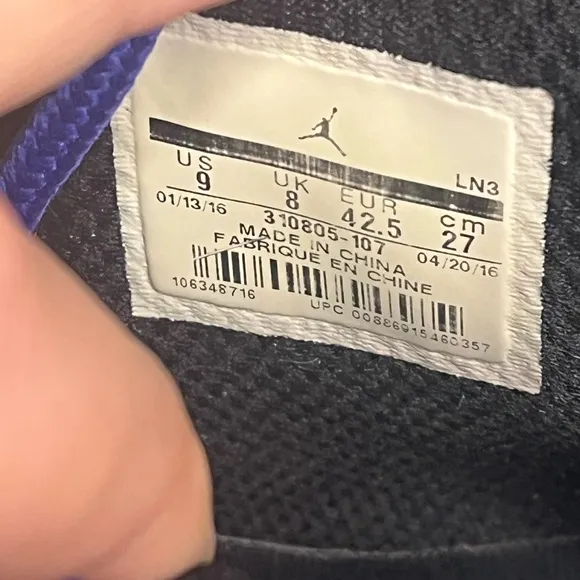 LN3
US UK EUR cm
9 8 42.5 27
01/13/16 310805-107 04/20/16
MADE IN CHINA
FABRIQUE EN CHINE
106348716
UPC 00886915460357